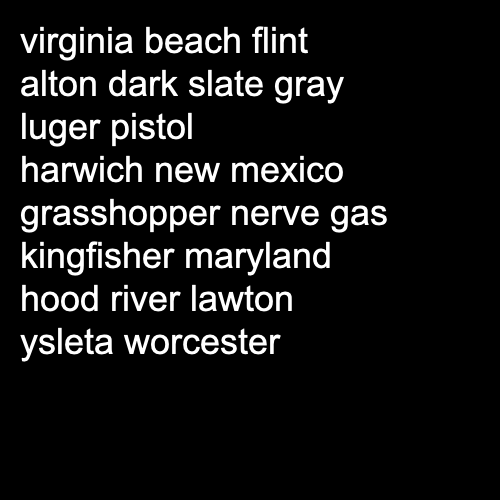 virginia beach flint
alton dark slate gray
luger pistol
harwich new mexico
grasshopper nerve gas
kingfisher maryland
hood river lawton
ysleta worcester